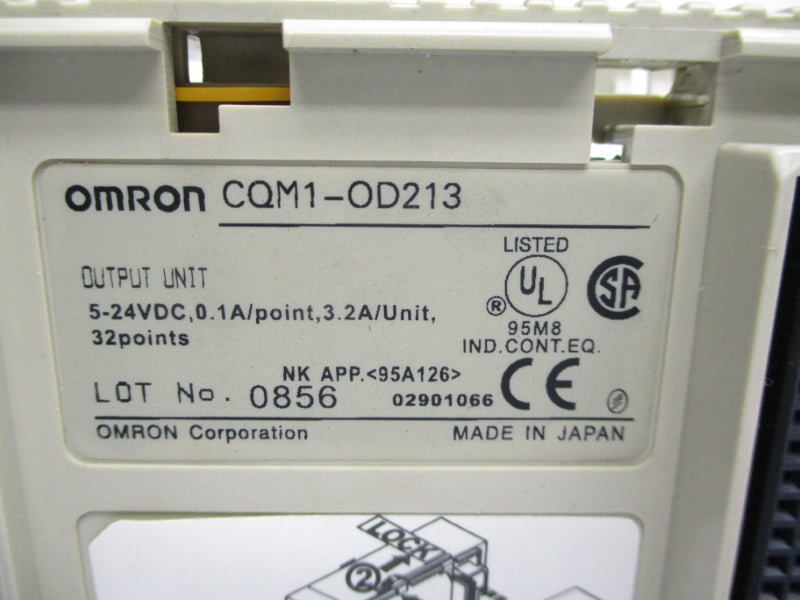 OMRON CQM1-OD213
LISTED
OUTPUT UNIT
UL
SA
5-24VDC,0.1A/point,3.2A/Unit,
®
32points
95M8
IND.CONT.EQ.
NK APP.<95A126>
CE
LOT No. 0856
02901066
OMRON Corporation
MADE IN JAPAN
LOCK
②